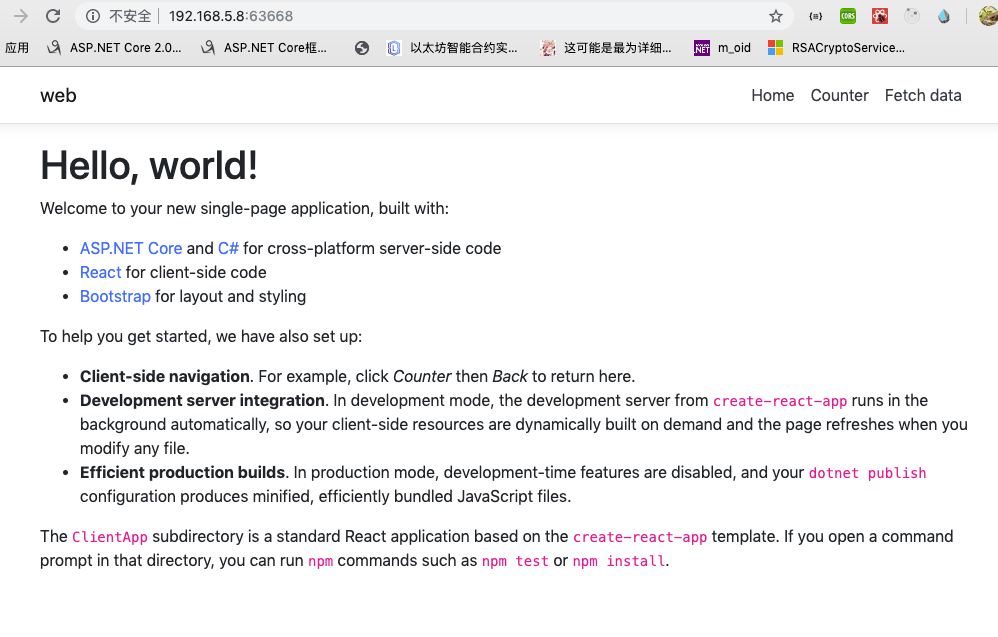 不安全 192.168.5.8:63668 {≡} CORS
应用 ASP.NET Core 2.0... ASP.NET Core框... 以太坊智能合约实... 这可能是最为详细... .NET m_oid RSACryptoService...
web Home Counter Fetch data
Hello, world!
Welcome to your new single-page application, built with:
• ASP.NET Core and C# for cross-platform server-side code
• React for client-side code
• Bootstrap for layout and styling
To help you get started, we have also set up:
• Client-side navigation. For example, click Counter then Back to return here.
• Development server integration. In development mode, the development server from create-react-app runs in the
background automatically, so your client-side resources are dynamically built on demand and the page refreshes when you
modify any file.
• Efficient production builds. In production mode, development-time features are disabled, and your dotnet publish
configuration produces minified, efficiently bundled JavaScript files.
The ClientApp subdirectory is a standard React application based on the create-react-app template. If you open a command
prompt in that directory, you can run npm commands such as npm test or npm install.